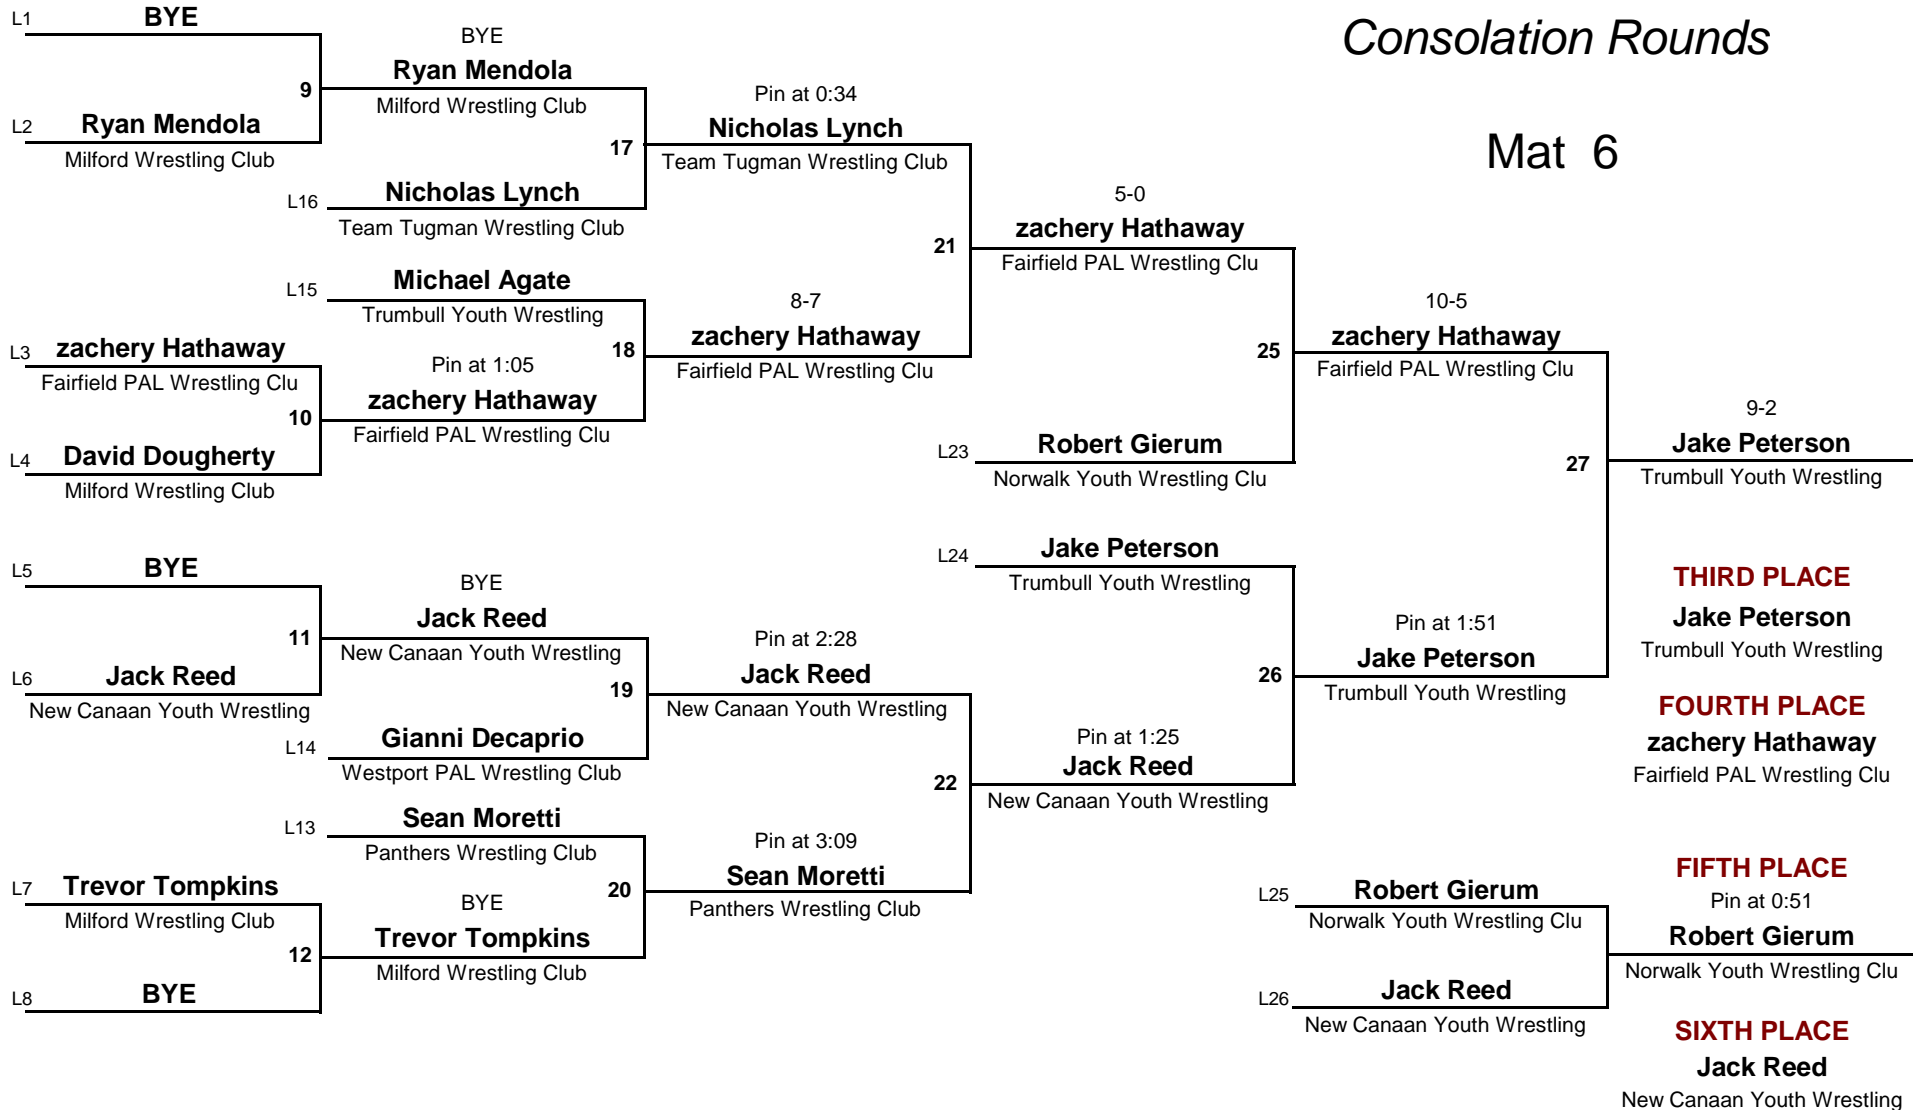 Consolation Rounds
Mat 6
L1 BYE
9
L2 Ryan Mendola
Milford Wrestling Club
L3 zachery Hathaway
Fairfield PAL Wrestling Clu
10
L4 David Dougherty
Milford Wrestling Club
L5 BYE
11
L6 Jack Reed
New Canaan Youth Wrestling
L7 Trevor Tompkins
Milford Wrestling Club
12
L8 BYE
BYE
Ryan Mendola
Milford Wrestling Club
17
L16 Nicholas Lynch
Team Tugman Wrestling Club
L15 Michael Agate
Trumbull Youth Wrestling
18
Pin at 1:05
zachery Hathaway
Fairfield PAL Wrestling Clu
BYE
Jack Reed
New Canaan Youth Wrestling
19
L14 Gianni Decaprio
Westport PAL Wrestling Club
L13 Sean Moretti
Panthers Wrestling Club
20
BYE
Trevor Tompkins
Milford Wrestling Club
Pin at 0:34
Nicholas Lynch
Team Tugman Wrestling Club
21
8-7
zachery Hathaway
Fairfield PAL Wrestling Clu
Pin at 2:28
Jack Reed
New Canaan Youth Wrestling
22
Pin at 3:09
Sean Moretti
Panthers Wrestling Club
5-0
zachery Hathaway
Fairfield PAL Wrestling Clu
25
L23 Robert Gierum
Norwalk Youth Wrestling Clu
L24 Jake Peterson
Trumbull Youth Wrestling
26
Pin at 1:25
Jack Reed
New Canaan Youth Wrestling
10-5
zachery Hathaway
Fairfield PAL Wrestling Clu
27
Pin at 1:51
Jake Peterson
Trumbull Youth Wrestling
9-2
Jake Peterson
Trumbull Youth Wrestling
THIRD PLACE
Jake Peterson
Trumbull Youth Wrestling
FOURTH PLACE
zachery Hathaway
Fairfield PAL Wrestling Clu
L25 Robert Gierum
Norwalk Youth Wrestling Clu
L26 Jack Reed
New Canaan Youth Wrestling
FIFTH PLACE
Pin at 0:51
Robert Gierum
Norwalk Youth Wrestling Clu
SIXTH PLACE
Jack Reed
New Canaan Youth Wrestling